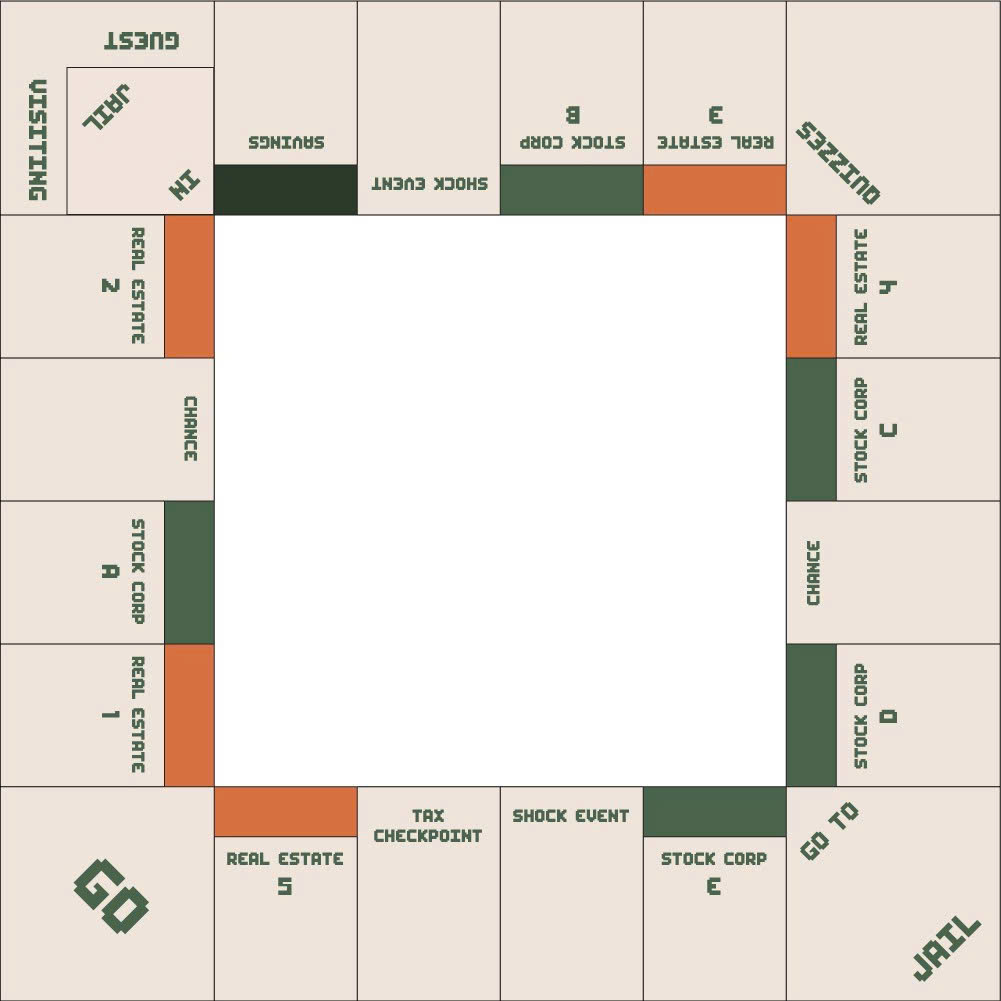 GUEST
VISITING
IN
JAIL
SAVINGS
SHOCK EVENT
STOCK CORP
B
REAL ESTATE
3
QUIZZES
REAL ESTATE
2
REAL ESTATE
4
CHANCE
STOCK CORP
C
STOCK CORP
A
CHANCE
REAL ESTATE
1
STOCK CORP
D
GO
REAL ESTATE
5
TAX
CHECKPOINT
SHOCK EVENT
STOCK CORP
E
GO TO
JAIL